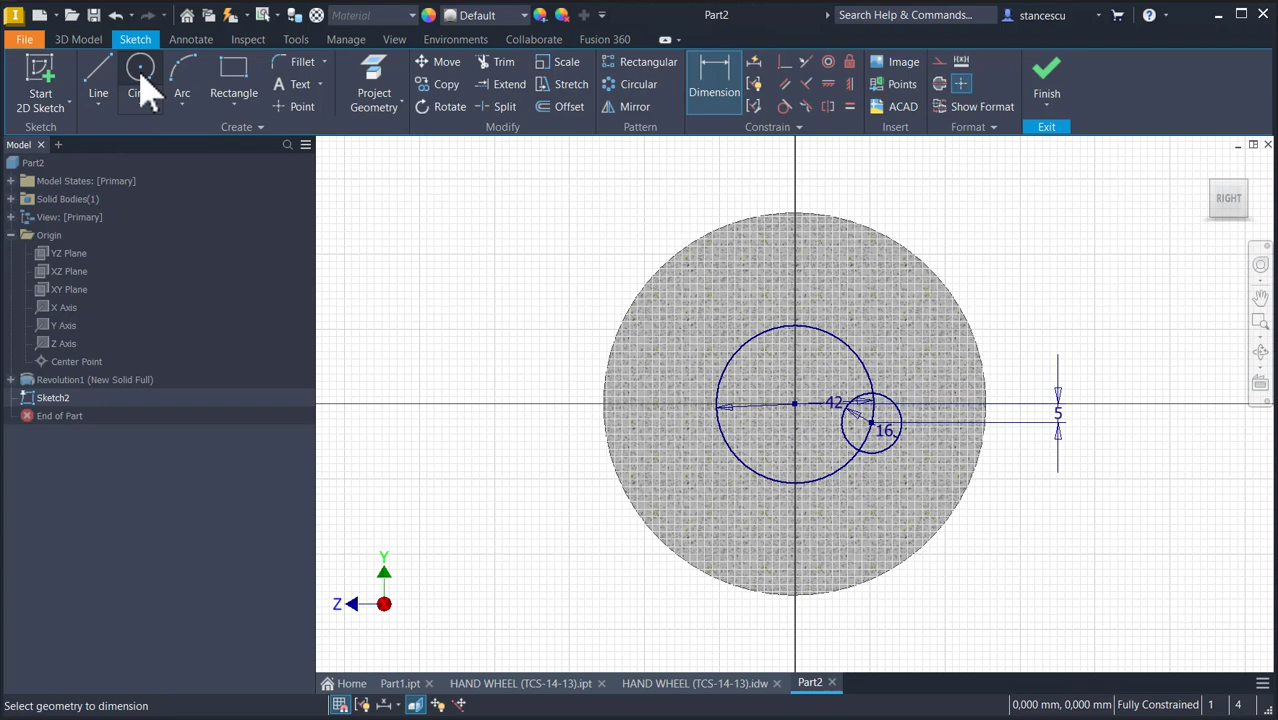 Material
Default
Part2
Search Help & Commands...
stancescu
File
3D Model
Sketch
Annotate
Inspect
Tools
Manage
View
Environments
Collaborate
Fusion 360
Start
2D Sketch
Line
Arc
Rectangle
Fillet
Text
Point
Project
Geometry
Move
Copy
Rotate
Trim
Extend
Split
Scale
Stretch
Offset
Rectangular
Circular
Mirror
Dimension
Image
Points
ACAD
Show Format
Finish
Sketch
Create
Modify
Pattern
Constrain
Insert
Format
Exit
Model
Part2
Model States: [Primary]
Solid Bodies(1)
View: [Primary]
Origin
YZ Plane
XZ Plane
XY Plane
X Axis
Y Axis
Z Axis
Center Point
Revolution1 (New Solid Full)
Sketch2
End of Part
RIGHT
42
16
5
Y
Z
Home
Part1.ipt
HAND WHEEL (TCS-14-13).ipt
HAND WHEEL (TCS-14-13).idw
Part2
Select geometry to dimension
0,000 mm, 0,000 mm
Fully Constrained
1
4